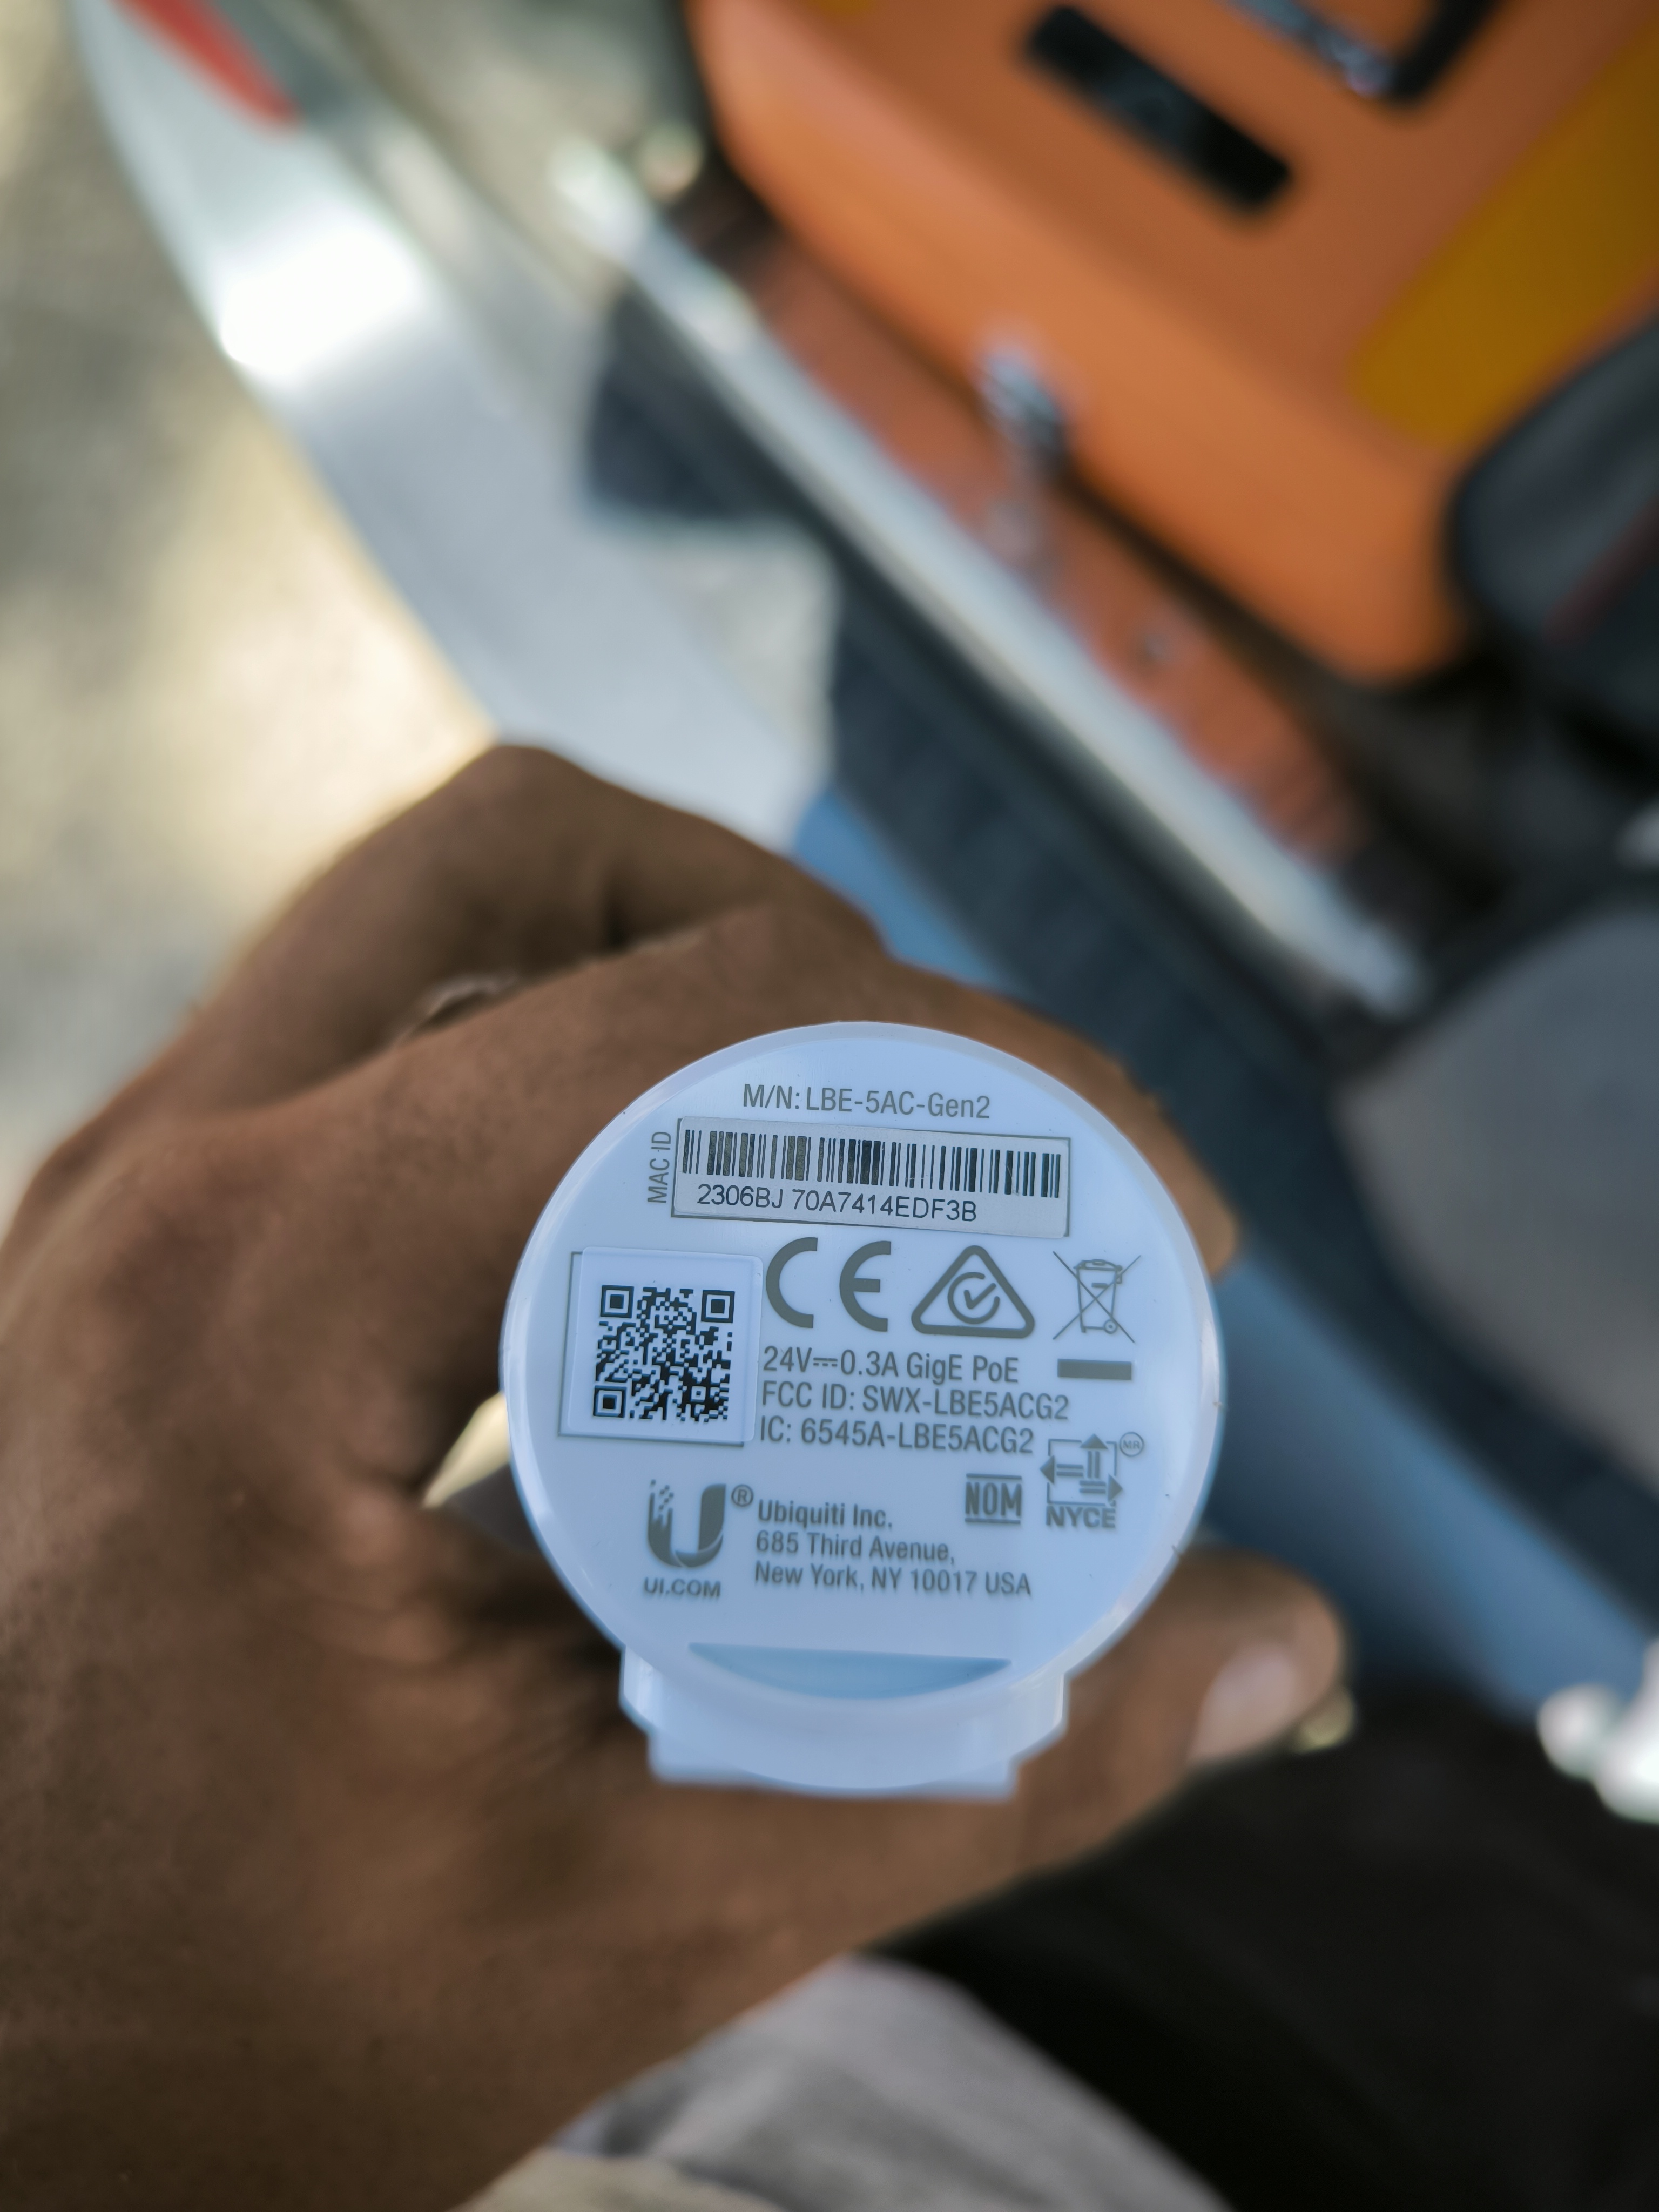 M/N: LBE-5AC-Gen2
MAC ID
2306BJ 70A7414EDF3B
CE
24V⎓0.3A GigE PoE
FCC ID: SWX-LBE5ACG2
IC: 6545A-LBE5ACG2
MR
NOM
NYCE
U®
UI.COM
Ubiquiti Inc.
685 Third Avenue,
New York, NY 10017 USA